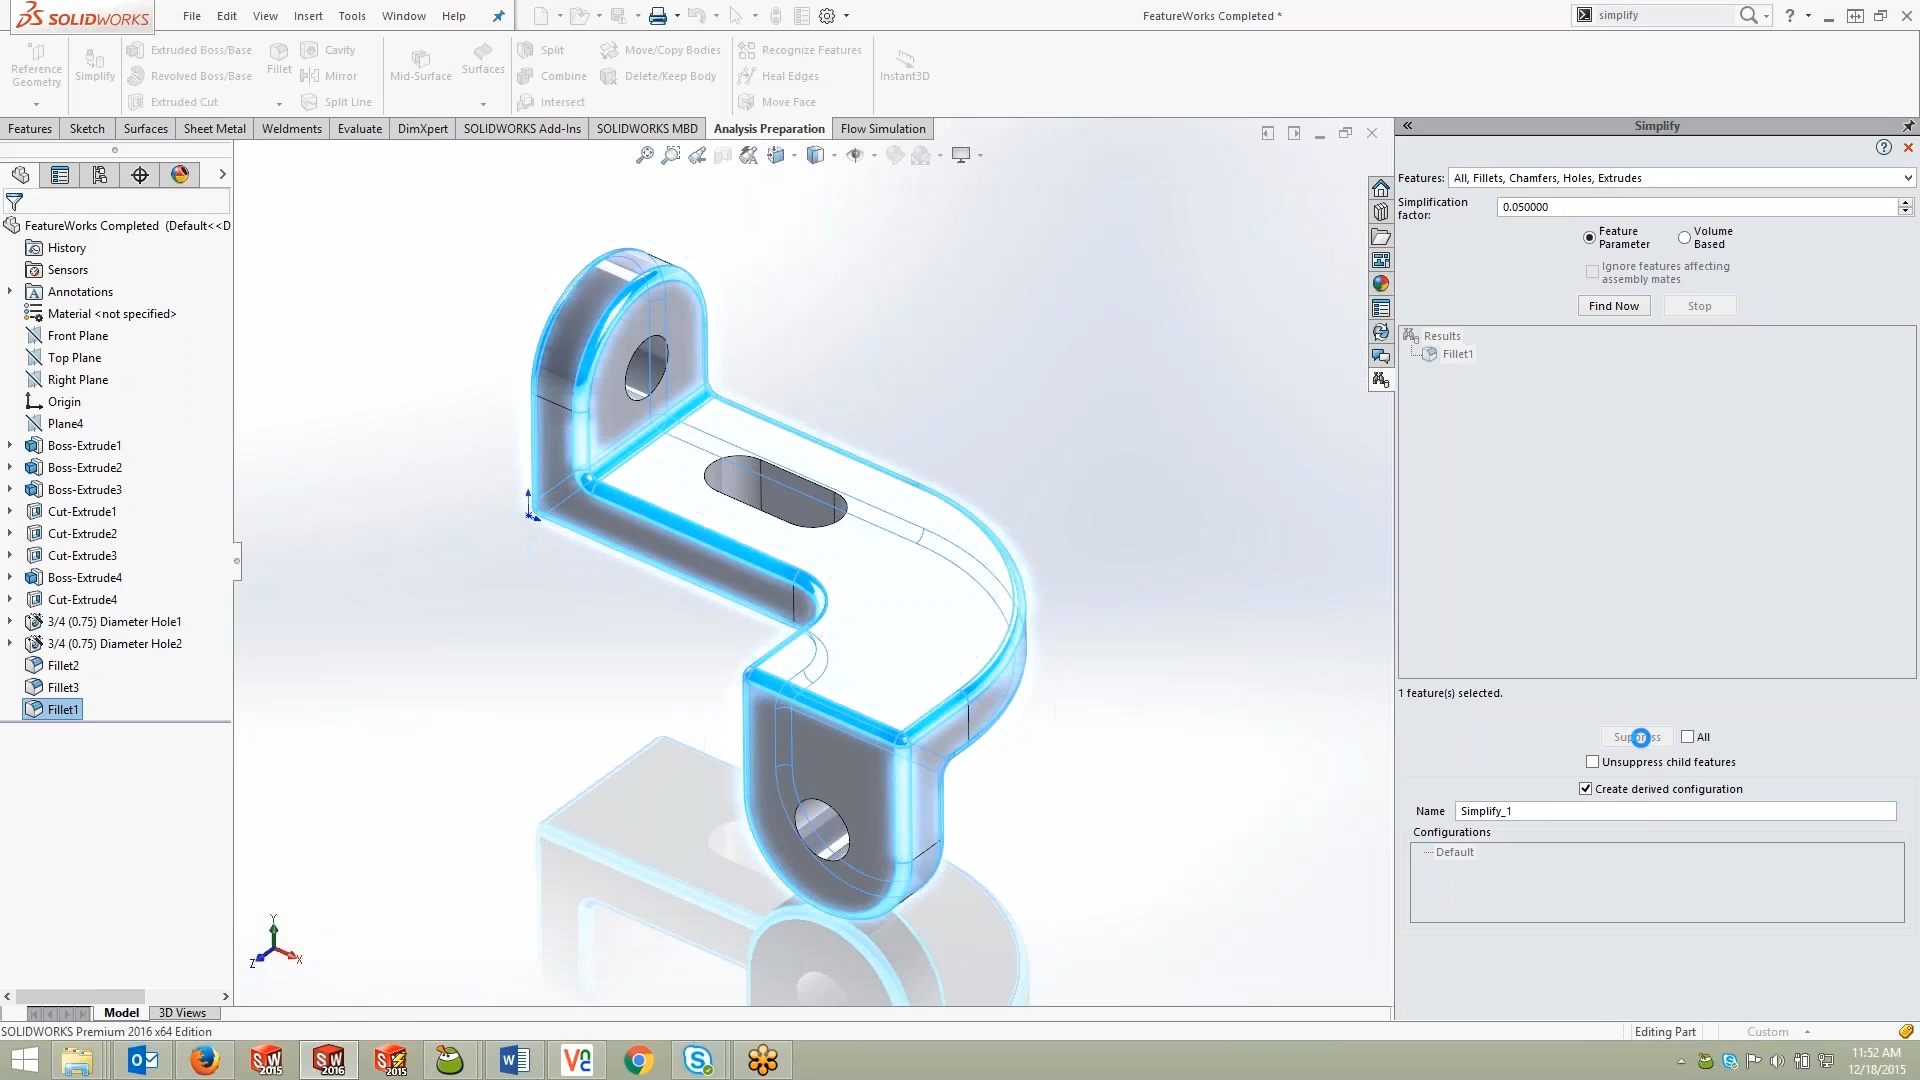 SOLIDWORKS
File Edit View Insert Tools Window Help
FeatureWorks Completed *
simplify
?
Reference Geometry
Simplify
Extruded Boss/Base
Revolved Boss/Base
Extruded Cut
Fillet
Cavity
Mirror
Split Line
Mid-Surface
Surfaces
Split
Combine
Intersect
Move/Copy Bodies
Delete/Keep Body
Recognize Features
Heal Edges
Move Face
Instant3D
Features Sketch Surfaces Sheet Metal Weldments Evaluate DimXpert SOLIDWORKS Add-Ins SOLIDWORKS MBD Analysis Preparation Flow Simulation
FeatureWorks Completed (Default<<D
History
Sensors
Annotations
Material <not specified>
Front Plane
Top Plane
Right Plane
Origin
Plane4
Boss-Extrude1
Boss-Extrude2
Boss-Extrude3
Cut-Extrude1
Cut-Extrude2
Cut-Extrude3
Boss-Extrude4
Cut-Extrude4
3/4 (0.75) Diameter Hole1
3/4 (0.75) Diameter Hole2
Fillet2
Fillet3
Fillet1
Y
Z
X
Simplify
Features: All, Fillets, Chamfers, Holes, Extrudes
Simplification factor: 0.050000
Feature Parameter
Volume Based
Ignore features affecting assembly mates
Find Now Stop
Results
Fillet1
1 feature(s) selected.
Suppress All
Unsuppress child features
Create derived configuration
Name Simplify_1
Configurations
Default
Model 3D Views
SOLIDWORKS Premium 2016 x64 Edition
Editing Part Custom
SW 2015
SW 2016
2015
11:52 AM
12/18/2015